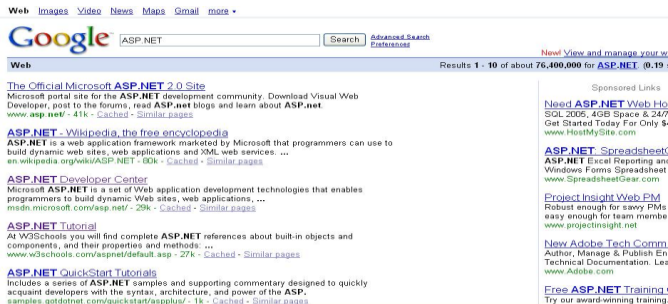 Web Images Video News Maps Gmail more
Google ASP.NET Search Advanced Search
Preferences
New! View and manage your w
Web Results 1 - 10 of about 76,400,000 for ASP.NET. (0.19 s
The Official Microsoft ASP.NET 2.0 Site
Microsoft portal site for the ASP.NET development community. Download Visual Web
Developer, post to the forums, read ASP.net blogs and learn about ASP.net.
www.asp.net/ - 41k - Cached - Similar pages
ASP.NET - Wikipedia, the free encyclopedia
ASP.NET is a web application framework marketed by Microsoft that programmers can use to
build dynamic web sites, web applications and XML web services. ...
en.wikipedia.org/wiki/ASP.NET - 80k - Cached - Similar pages
ASP.NET Developer Center
Microsoft ASP.NET is a set of Web application development technologies that enables
programmers to build dynamic Web sites, web applications, ...
msdn.microsoft.com/asp.net/ - 29k - Cached - Similar pages
ASP.NET Tutorial
At W3Schools you will find complete ASP.NET references about built-in objects and
components, and their properties and methods: ...
www.w3schools.com/aspnet/default.asp - 27k - Cached - Similar pages
ASP.NET QuickStart Tutorials
Includes a series of ASP.NET samples and supporting commentary designed to quickly
acquaint developers with the syntax, architecture, and power of the ASP.
samples.gotdotnet.com/quickstart/aspplus/ - 1k - Cached - Similar pages
Sponsored Links
Need ASP.NET Web Ho
SQL 2005, 4GB Space & 24/7
Get Started Today For Only $
www.HostMySite.com
ASP.NET: Spreadsheet
ASP.NET Excel Reporting an
Windows Forms Spreadsheet
www.SpreadsheetGear.com
Project Insight Web PM
Robust enough for savvy PMs
easy enough for team membe
www.projectinsight.net
New Adobe Tech Comm
Author, Manage & Publish En
Technical Documentation. Lea
www.Adobe.com
Free ASP.NET Training
Try our award-winning training.